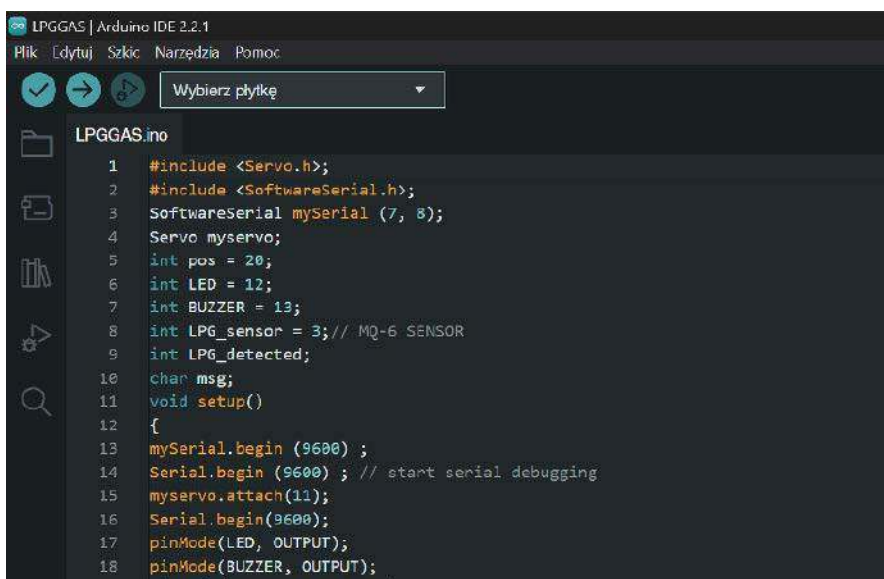 LPGGAS | Arduino IDE 2.2.1
Plik Edytuj Szkic Narzędzia Pomoc
Wybierz płytkę
LPGGAS.ino
1 #include <Servo.h>;
2 #include <SoftwareSerial.h>;
3 SoftwareSerial mySerial (7, 8);
4 Servo myservo;
5 int pos = 20;
6 int LED = 12;
7 int BUZZER = 13;
8 int LPG_sensor = 3;// MQ-6 SENSOR
9 int LPG_detected;
10 char msg;
11 void setup()
12 {
13 mySerial.begin (9600) ;
14 Serial.begin (9600) ; // start serial debugging
15 myservo.attach(11);
16 Serial.begin(9600);
17 pinMode(LED, OUTPUT);
18 pinMode(BUZZER, OUTPUT);